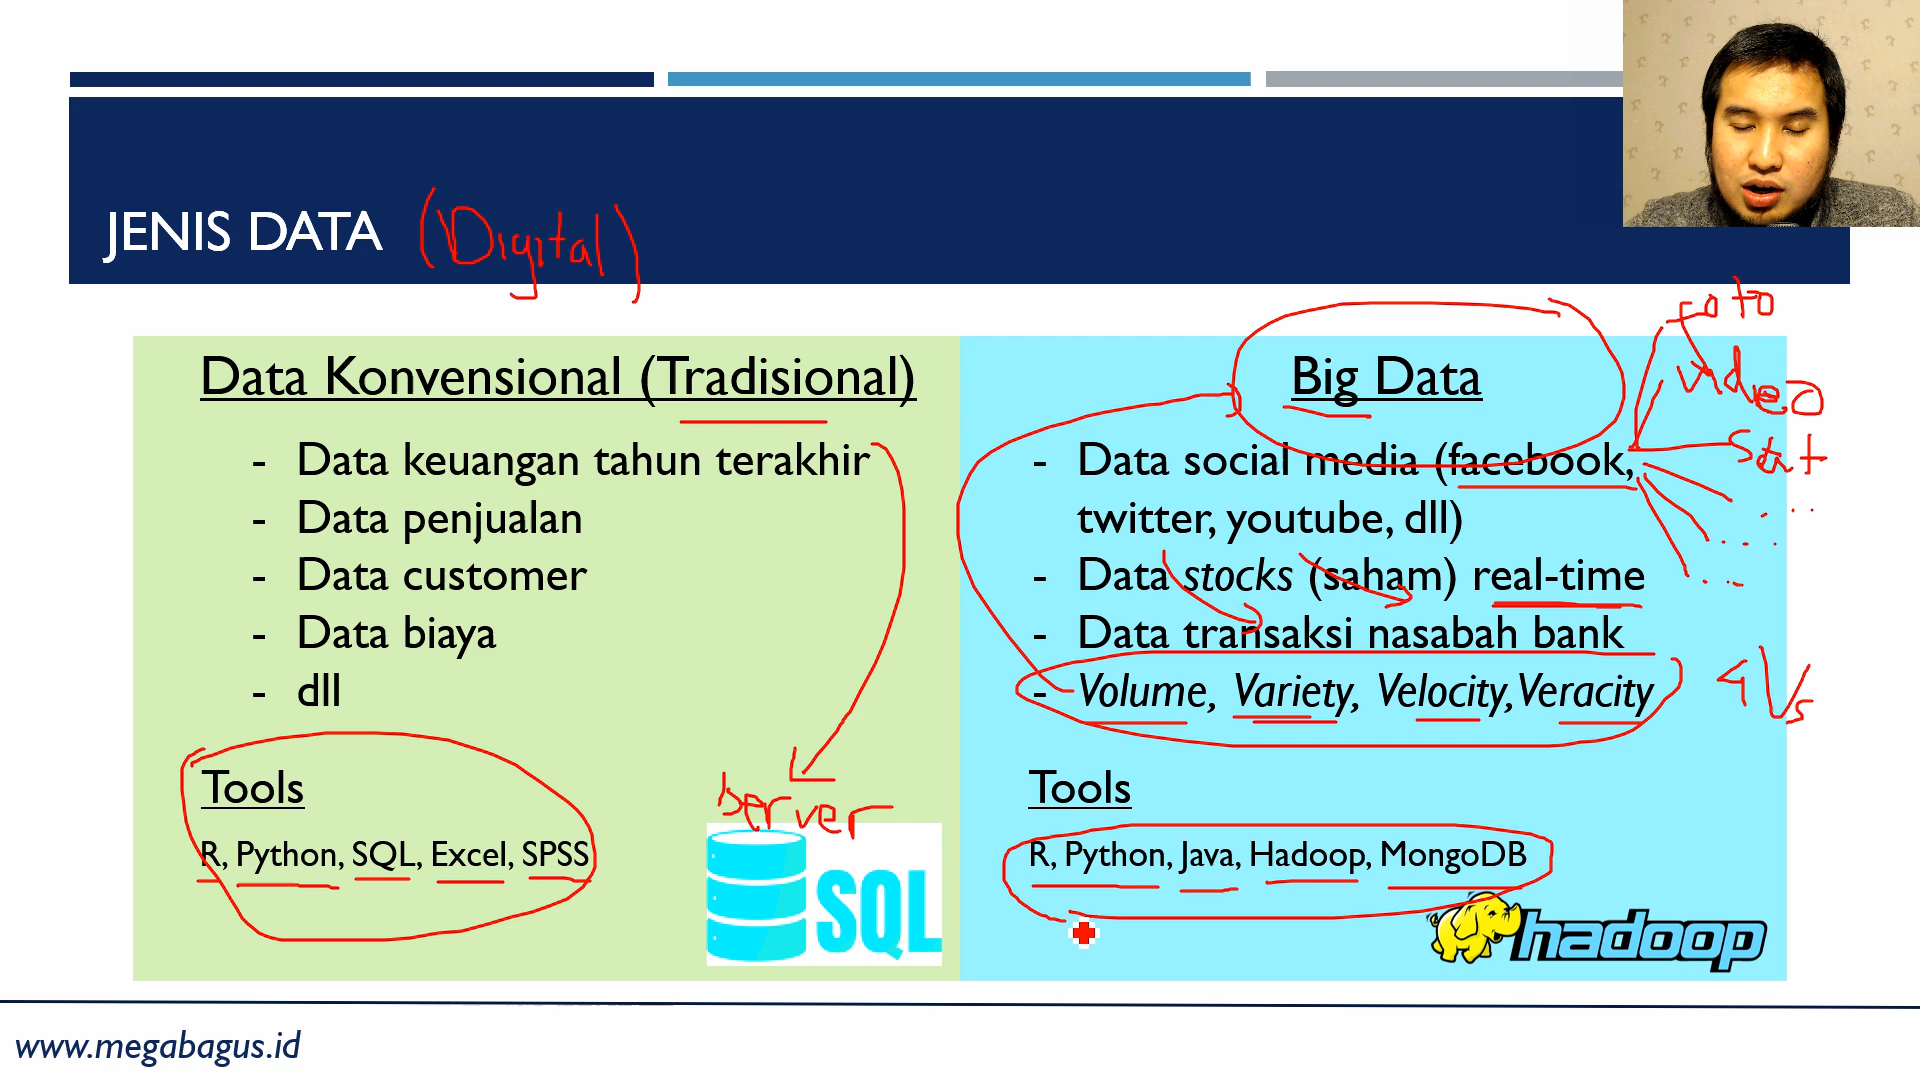 JENIS DATA (Digital)
Data Konvensional (Tradisional)
- Data keuangan tahun terakhir
- Data penjualan
- Data customer
- Data biaya
- dll
Tools
R, Python, SQL, Excel, SPSS
server
SQL
Big Data
- Data social media (facebook,
twitter, youtube, dll)
- Data stocks (saham) real-time
- Data transaksi nasabah bank
- Volume, Variety, Velocity, Veracity
Tools
R, Python, Java, Hadoop, MongoDB
hadoop
foto
video
4 Vs
www.megabagus.id